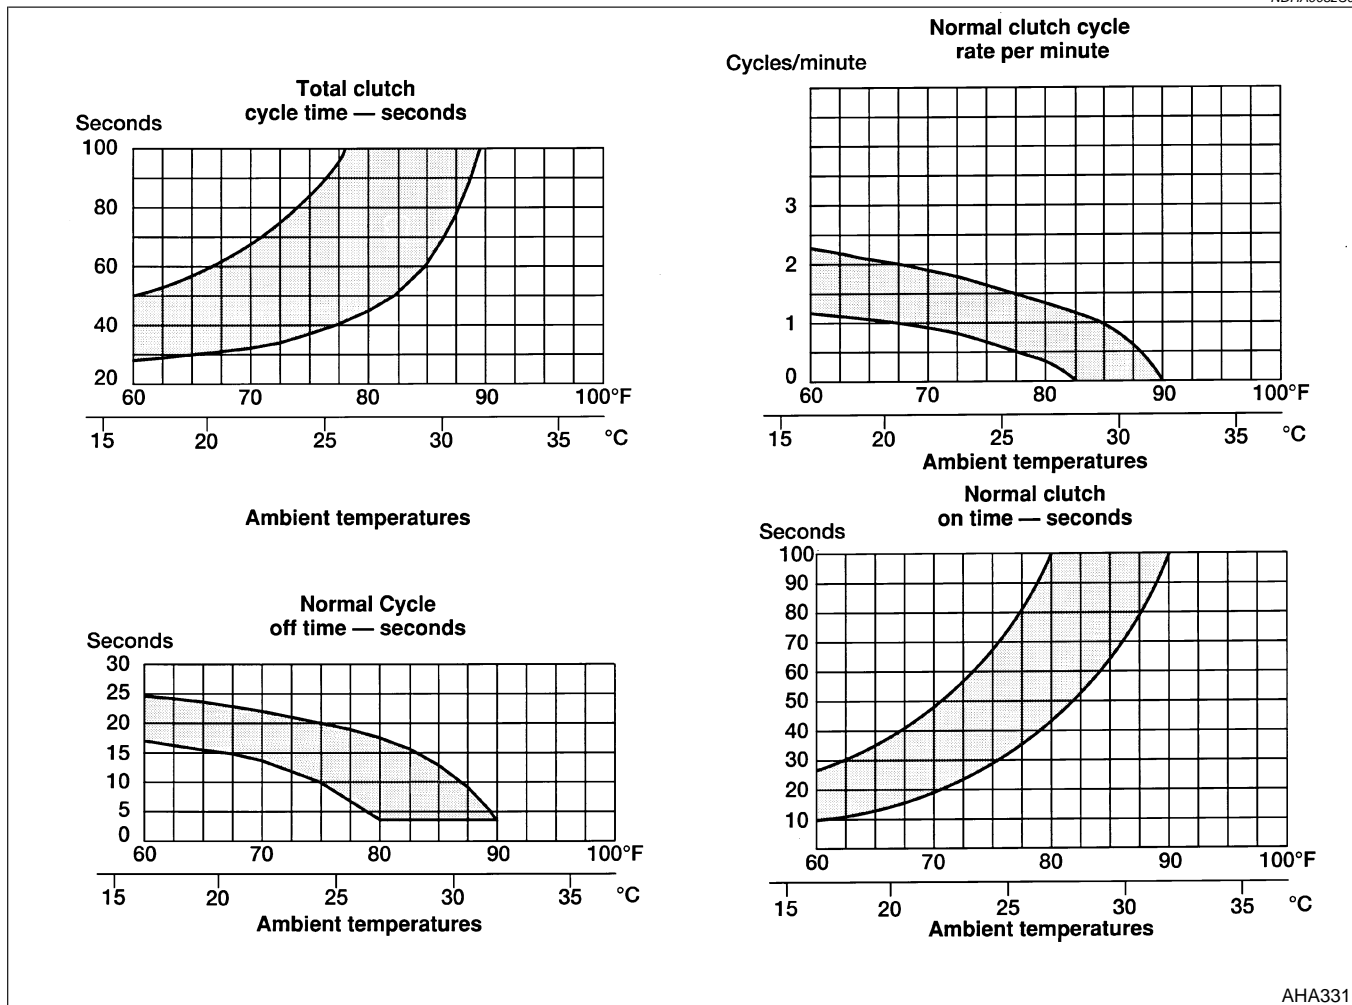 Total clutch
cycle time — seconds
Seconds
100
80
60
40
20
60 70 80 90 100°F
15 20 25 30 35 °C
Ambient temperatures
Normal clutch cycle
rate per minute
Cycles/minute
3
2
1
0
60 70 80 90 100°F
15 20 25 30 35 °C
Ambient temperatures
Normal Cycle
off time — seconds
Seconds
30
25
20
15
10
5
0
60 70 80 90 100°F
15 20 25 30 35 °C
Ambient temperatures
Normal clutch
on time — seconds
Seconds
100
90
80
70
60
50
40
30
20
10
60 70 80 90 100°F
15 20 25 30 35 °C
Ambient temperatures
AHA331